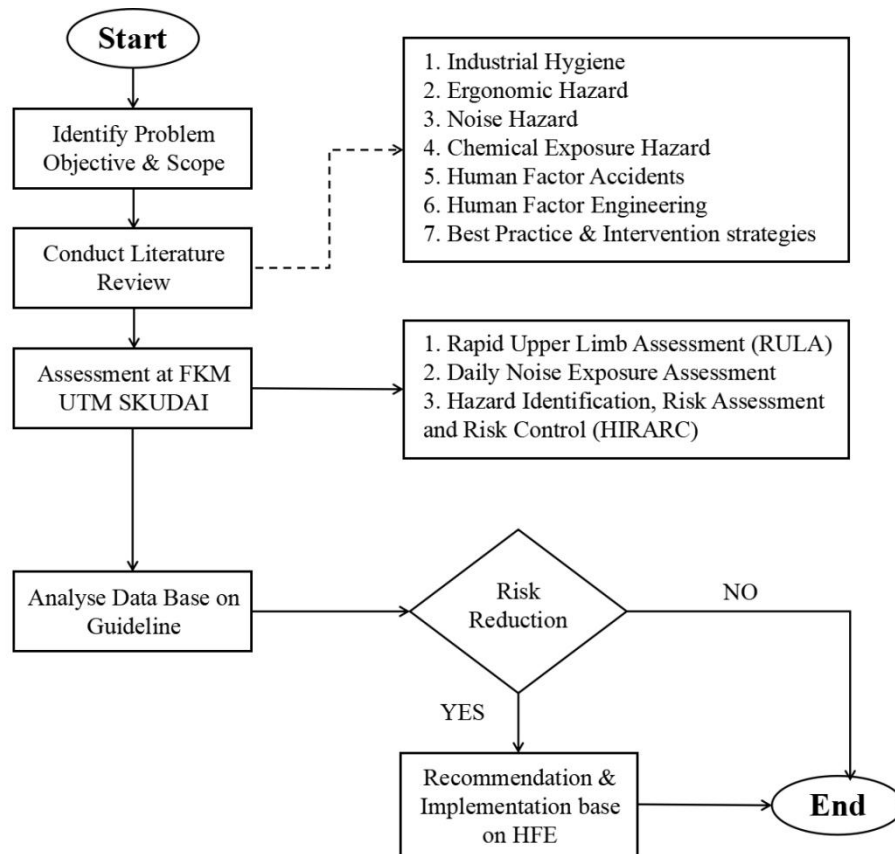 Start
Identify Problem
Objective & Scope
Conduct Literature
Review
1. Industrial Hygiene
2. Ergonomic Hazard
3. Noise Hazard
4. Chemical Exposure Hazard
5. Human Factor Accidents
6. Human Factor Engineering
7. Best Practice & Intervention strategies
Assessment at FKM
UTM SKUDAI
1. Rapid Upper Limb Assessment (RULA)
2. Daily Noise Exposure Assessment
3. Hazard Identification, Risk Assessment
and Risk Control (HIRARC)
Analyse Data Base on
Guideline
Risk
Reduction
NO
YES
Recommendation &
Implementation base
on HFE
End